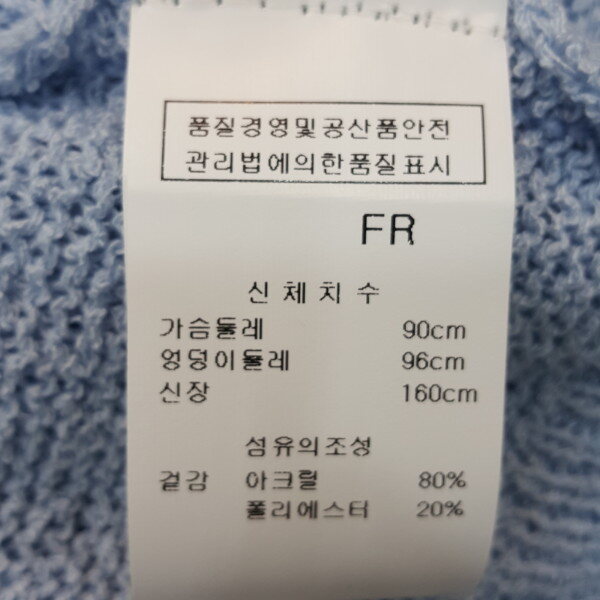 품질경영및공산품안전
관리법에의한품질표시
FR
신체치수
가슴둘레 90cm
엉덩이둘레 96cm
신장 160cm
섬유의조성
겉감 아크릴 80%
폴리에스터 20%